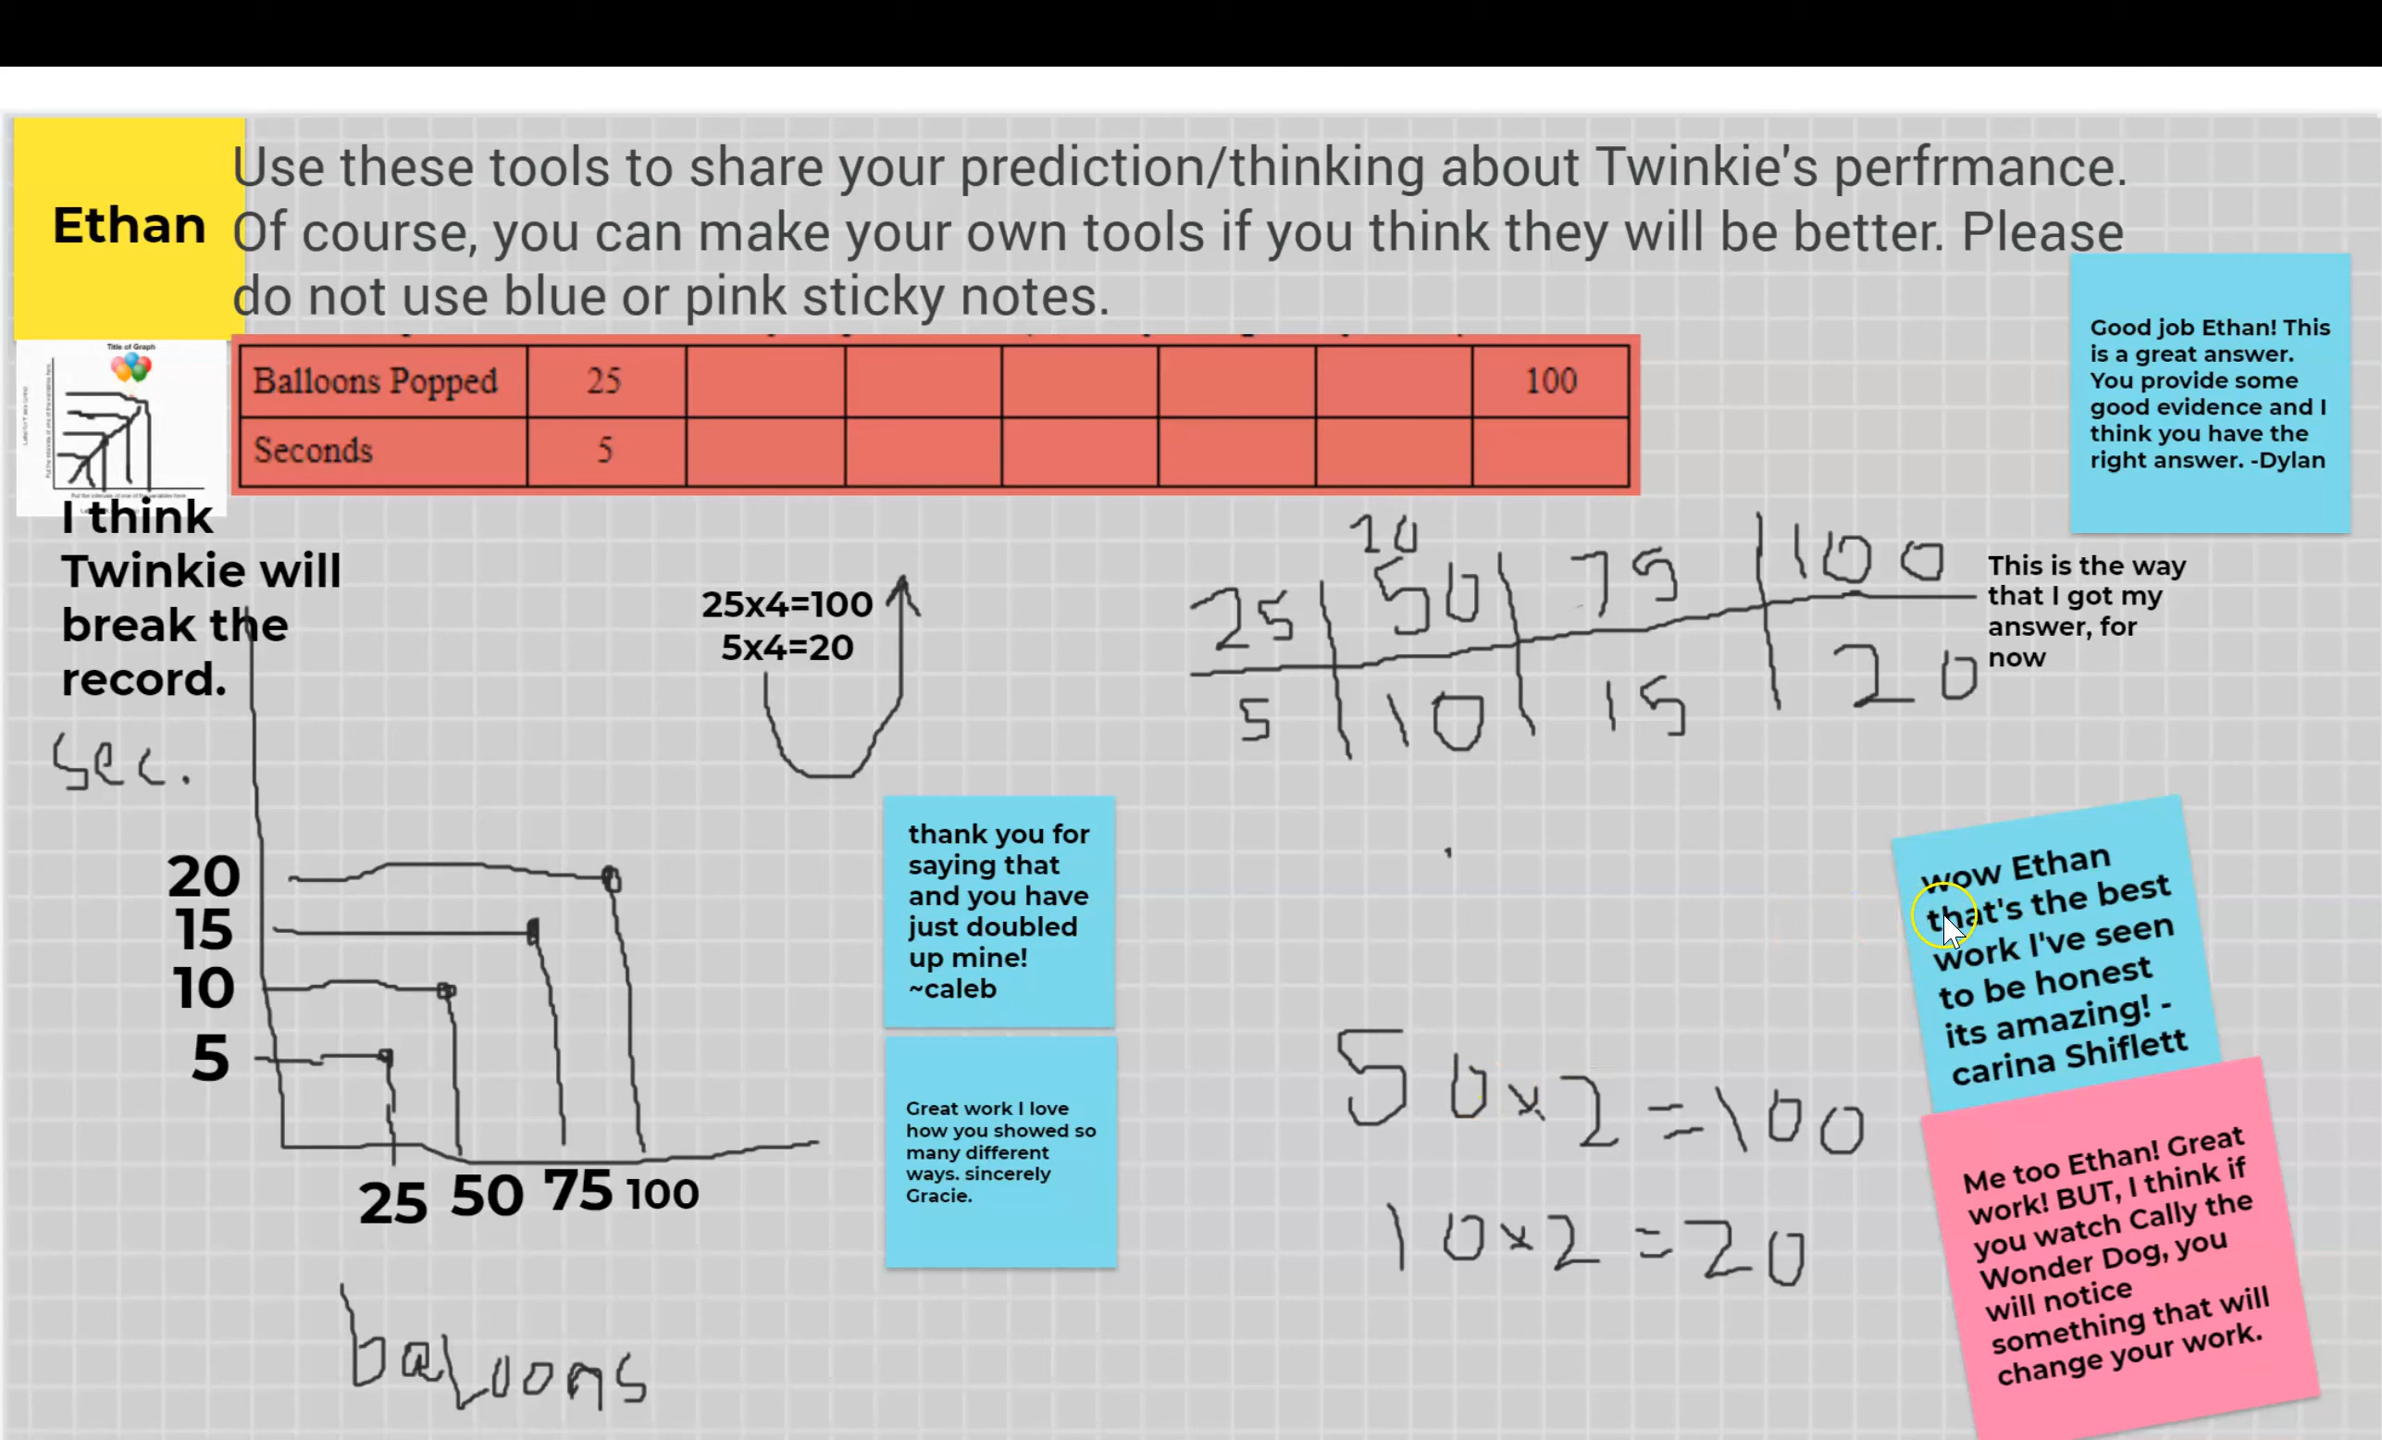 Ethan
Use these tools to share your prediction/thinking about Twinkie's perfrmance.
Of course, you can make your own tools if you think they will be better. Please
do not use blue or pink sticky notes.
Good job Ethan! This
is a great answer.
You provide some
good evidence and I
think you have the
right answer. -Dylan
Title of Graph
Balloons Popped 25 100
Seconds 5
I think
Twinkie will
break the
record.
25x4=100
5x4=20
10
25 50 75 100
5 10 15 20
This is the way
that I got my
answer, for
now
Sec.
20
15
10
5
25 50 75 100
baloons
thank you for
saying that
and you have
just doubled
up mine!
~caleb
Great work I love
how you showed so
many different
ways. sincerely
Gracie.
50x2=100
10x2=20
wow Ethan
that's the best
work I've seen
to be honest
its amazing! -
carina Shiflett
Me too Ethan! Great
work! BUT, I think if
you watch Cally the
Wonder Dog, you
will notice
something that will
change your work.